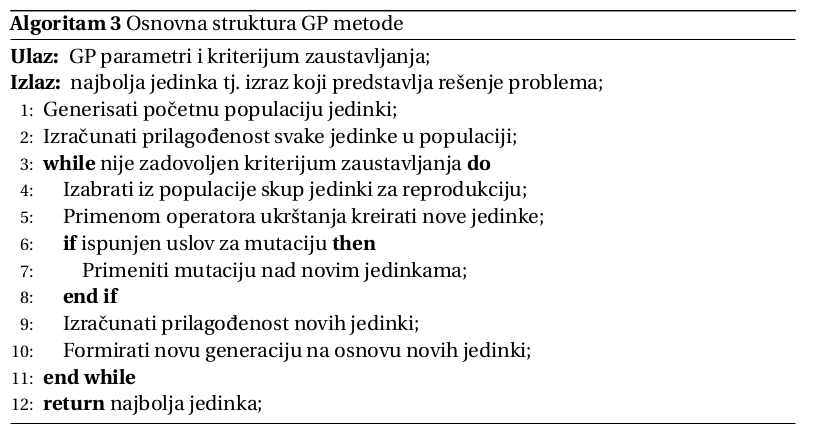 Algoritam 3 Osnovna struktura GP metode
Ulaz: GP parametri i kriterijum zaustavljanja;
Izlaz: najbolja jedinka tj. izraz koji predstavlja rešenje problema;
1: Generisati početnu populaciju jedinki;
2: Izračunati prilagođenost svake jedinke u populaciji;
3: while nije zadovoljen kriterijum zaustavljanja do
4: Izabrati iz populacije skup jedinki za reprodukciju;
5: Primenom operatora ukrštanja kreirati nove jedinke;
6: if ispunjen uslov za mutaciju then
7: Primeniti mutaciju nad novim jedinkama;
8: end if
9: Izračunati prilagođenost novih jedinki;
10: Formirati novu generaciju na osnovu novih jedinki;
11: end while
12: return najbolja jedinka;